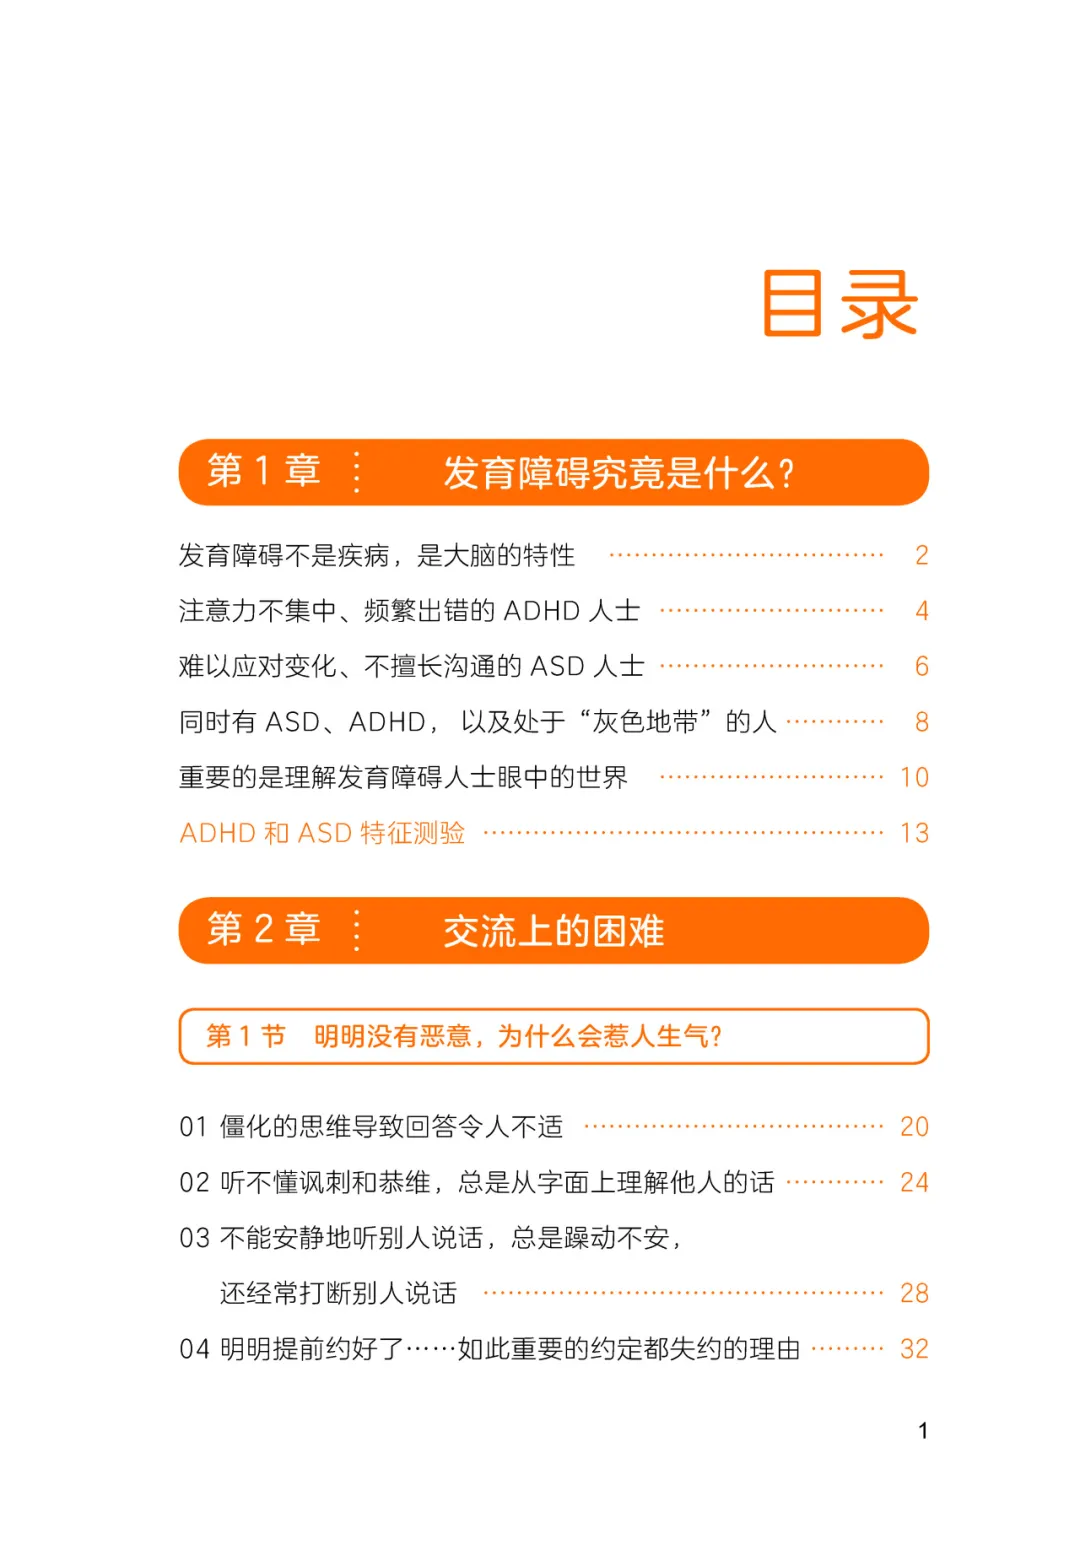 目录
第 1 章 发育障碍究竟是什么？
发育障碍不是疾病，是大脑的特性 ································ 2
注意力不集中、频繁出错的 ADHD 人士 ·························· 4
难以应对变化、不擅长沟通的 ASD 人士 ·························· 6
同时有 ASD、ADHD， 以及处于“灰色地带”的人 ············ 8
重要的是理解发育障碍人士眼中的世界 ·························· 10
ADHD 和 ASD 特征测验 ················································ 13
第 2 章 交流上的困难
第 1 节 明明没有恶意，为什么会惹人生气？
01 僵化的思维导致回答令人不适 ···································· 20
02 听不懂讽刺和恭维，总是从字面上理解他人的话 ············ 24
03 不能安静地听别人说话，总是躁动不安，
还经常打断别人说话 ················································ 28
04 明明提前约好了……如此重要的约定都失约的理由 ········· 32
1